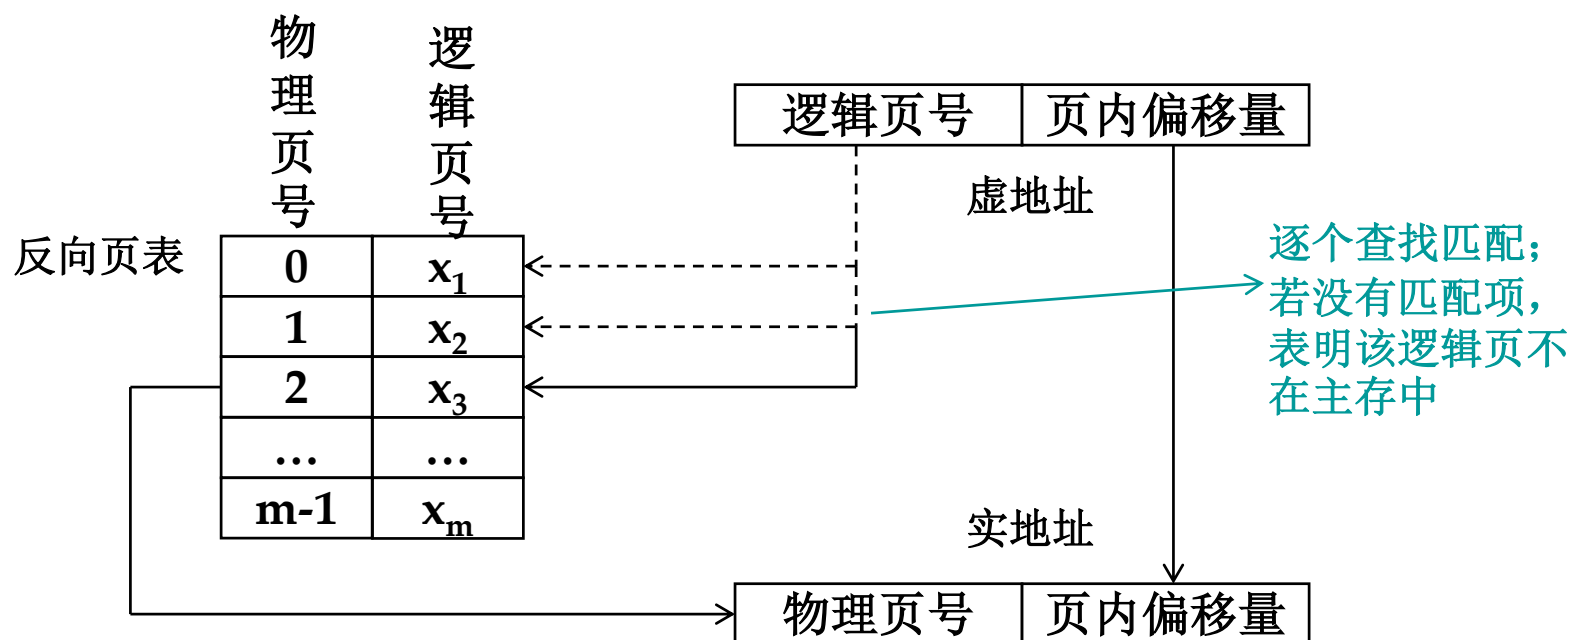 物理页号 逻辑页号
逻辑页号 页内偏移量
虚地址
反向页表
0 x₁
1 x₂
2 x₃
… …
m-1 xₘ
逐个查找匹配；
若没有匹配项，
表明该逻辑页不
在主存中
实地址
物理页号 页内偏移量